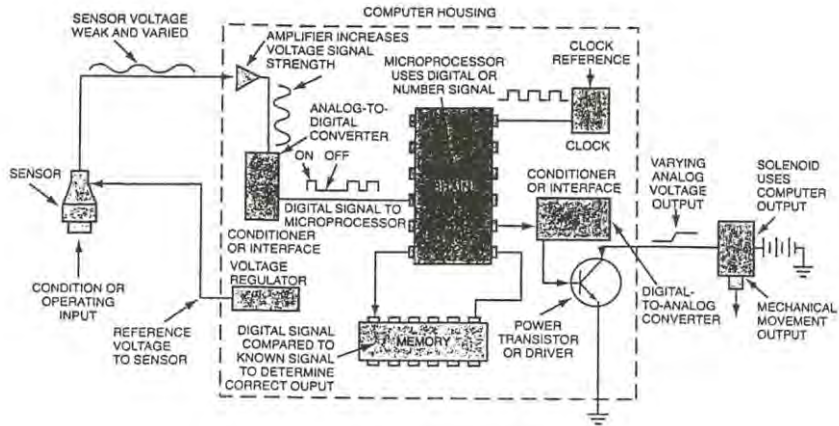 COMPUTER HOUSING
SENSOR VOLTAGE
WEAK AND VARIED
AMPLIFIER INCREASES
VOLTAGE SIGNAL
STRENGTH
MICROPROCESSOR
USES DIGITAL OR
NUMBER SIGNAL
CLOCK
REFERENCE
CLOCK
ANALOG-TO-
DIGITAL
CONVERTER
ON OFF
SENSOR
DIGITAL SIGNAL TO
MICROPROCESSOR
CONDITIONER
OR INTERFACE
CONDITIONER
OR INTERFACE
VARYING
ANALOG
VOLTAGE
OUTPUT
SOLENOID
USES
COMPUTER
OUTPUT
CONDITION OR
OPERATING
INPUT
VOLTAGE
REGULATOR
REFERENCE
VOLTAGE
TO SENSOR
DIGITAL SIGNAL
COMPARED TO
KNOWN SIGNAL
TO DETERMINE
CORRECT OUPUT
MEMORY
POWER
TRANSISTOR
OR DRIVER
DIGITAL-
TO-ANALOG
CONVERTER
MECHANICAL
MOVEMENT
OUTPUT